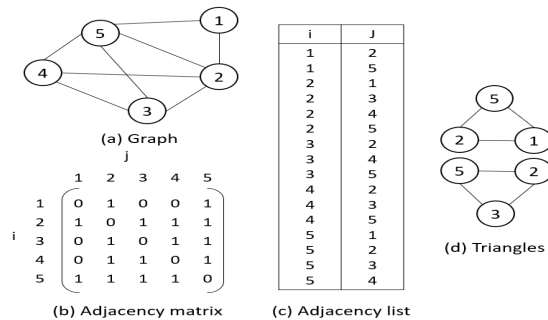 1
5
4
2
3
(a) Graph
j
1 2 3 4 5
1 0 1 0 0 1
2 1 0 1 1 1
i
3 0 1 0 1 1
4 0 1 1 0 1
5 1 1 1 1 0
(b) Adjacency matrix
i J
1 2
1 5
2 1
2 3
2 4
2 5
3 2
3 4
3 5
4 2
4 3
4 5
5 1
5 2
5 3
5 4
(c) Adjacency list
5
2 1
5 2
3
(d) Triangles